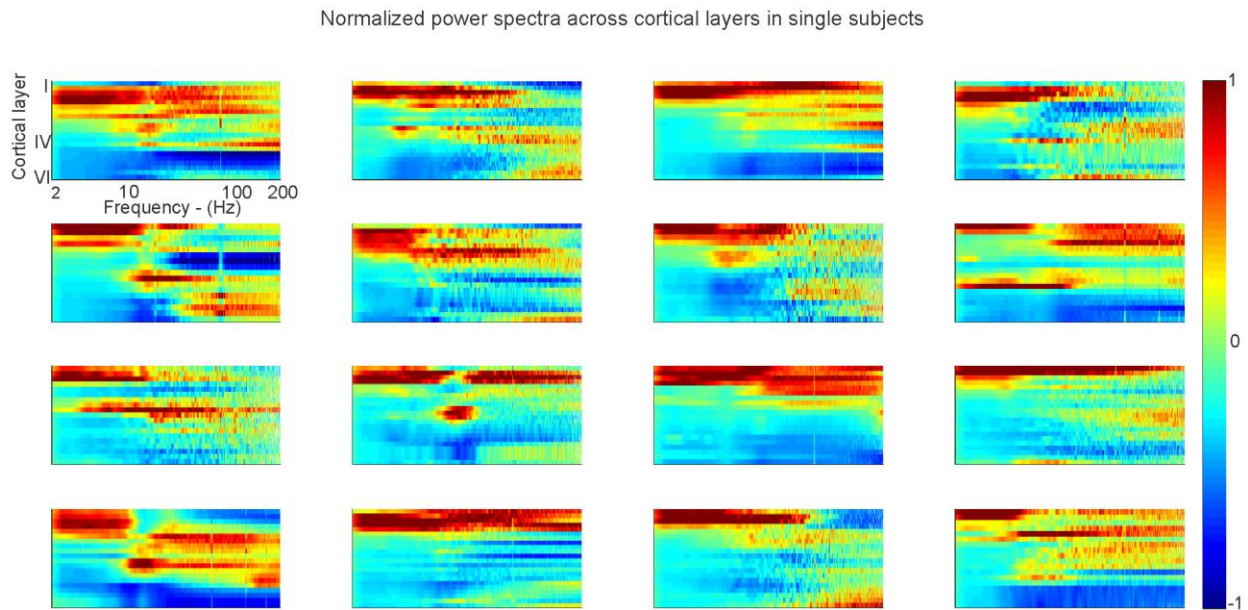 Normalized power spectra across cortical layers in single subjects
Cortical layer
I
IV
VI
2 10 100 200
Frequency - (Hz)
1
0
-1